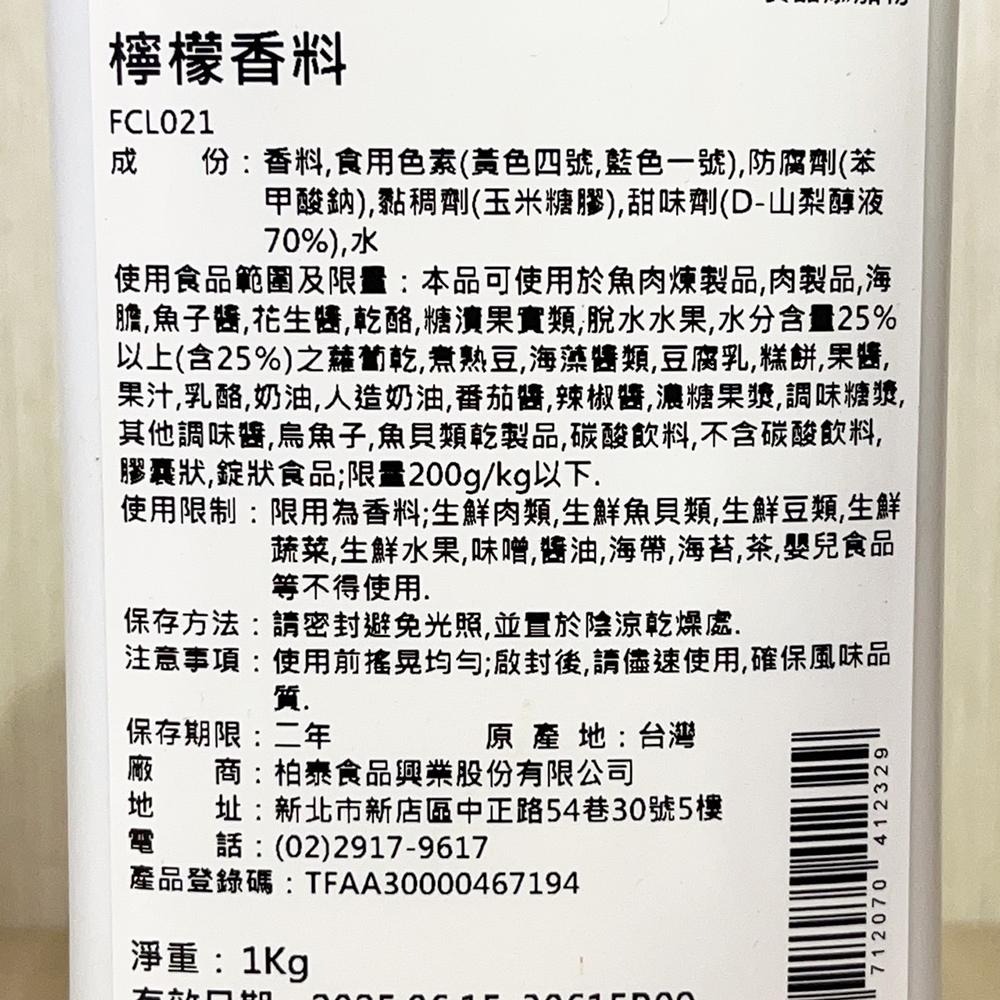 檸檬香料
FCL021
成　　份：香料,食用色素(黃色四號,藍色一號),防腐劑(苯
甲酸鈉),黏稠劑(玉米糖膠),甜味劑(D-山梨醇液
70%),水
使用食品範圍及限量：本品可使用於魚肉煉製品,肉製品,海
膽,魚子醬,花生醬,乾酪,糖漬果實類,脫水水果,水分含量25%
以上(含25%)之蘿蔔乾,煮熟豆,海藻醬類,豆腐乳,糕餅,果醬,
果汁,乳酪,奶油,人造奶油,番茄醬,辣椒醬,濃糖果漿,調味糖漿,
其他調味醬,烏魚子,魚貝類乾製品,碳酸飲料,不含碳酸飲料,
膠囊狀,錠狀食品;限量200g/kg以下.
使用限制：限用為香料;生鮮肉類,生鮮魚貝類,生鮮豆類,生鮮
蔬菜,生鮮水果,味噌,醬油,海帶,海苔,茶,嬰兒食品
等不得使用.
保存方法：請密封避免光照,並置於陰涼乾燥處.
注意事項：使用前搖晃均勻;啟封後,請儘速使用,確保風味品
質.
保存期限：二年　　原 產 地：台灣
廠　　商：柏泰食品興業股份有限公司
地　　址：新北市新店區中正路54巷30號5樓
電　　話：(02)2917-9617
產品登錄碼：TFAA30000467194
淨重：1Kg
712070 412329